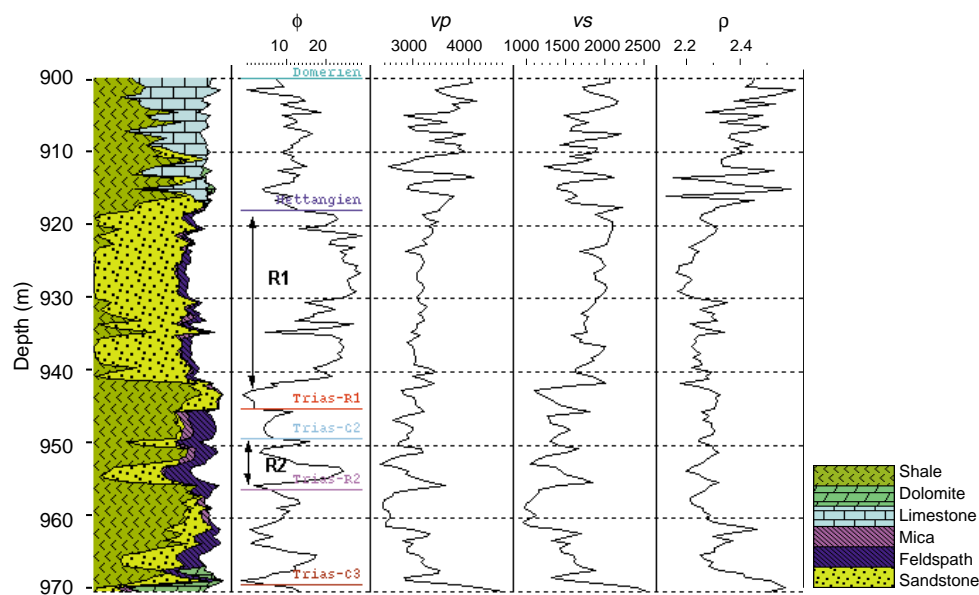 ϕ vp vs ρ
10 20 3000 4000 1000 1500 2000 2500 2.2 2.4
Domerien
900
910
Hettangien
920
R1
930
Depth (m)
940
Trias-R1
Trias-C2
950
R2
Trias-R2
960
Trias-C3
970
Shale
Dolomite
Limestone
Mica
Feldspath
Sandstone